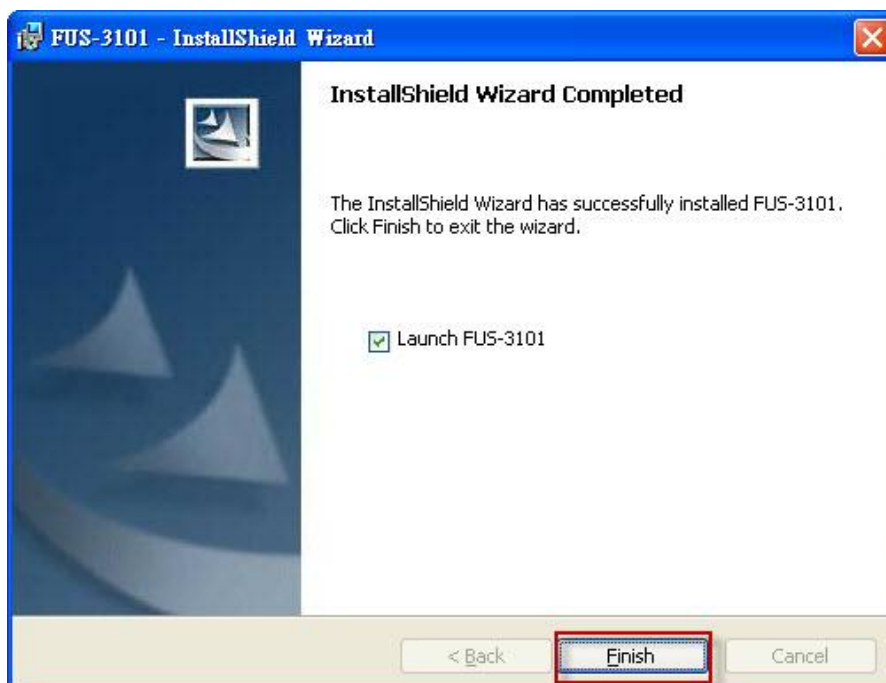 FUS-3101 - InstallShield Wizard
InstallShield Wizard Completed
The InstallShield Wizard has successfully installed FUS-3101.
Click Finish to exit the wizard.
Launch FUS-3101
< Back
Finish
Cancel